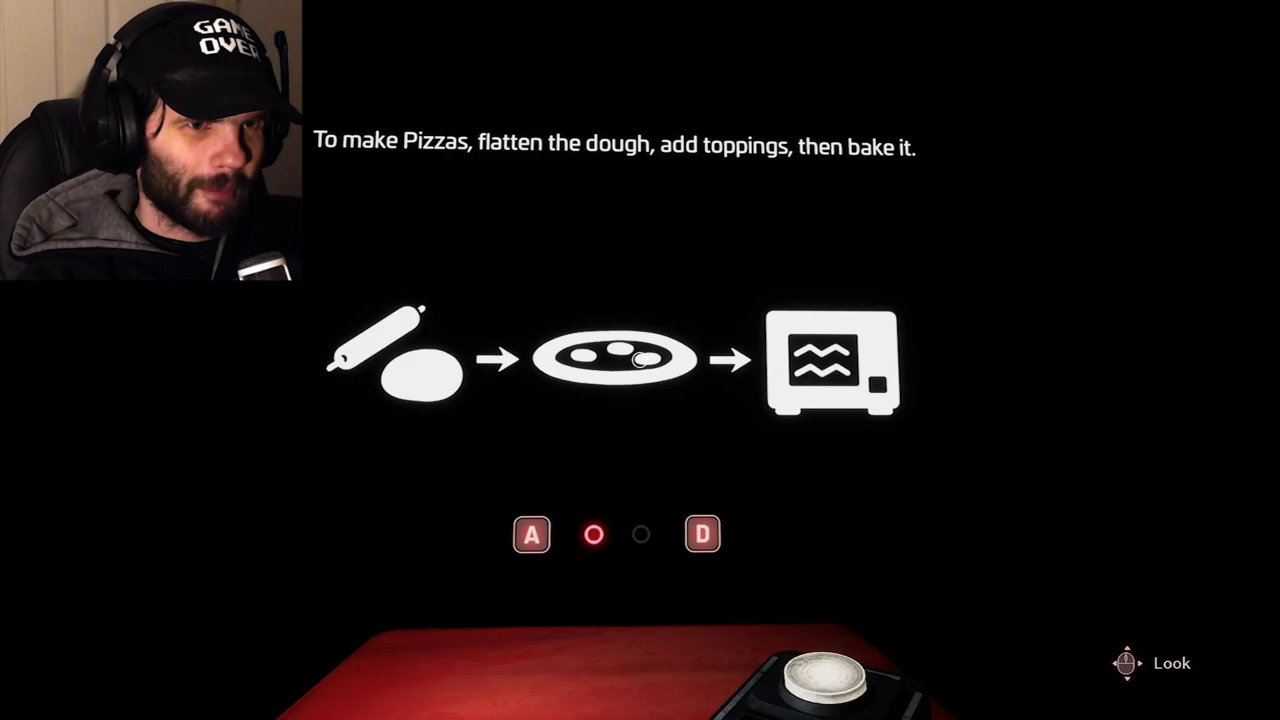 GAME
OVER
To make Pizzas, flatten the dough, add toppings, then bake it.
A
D
Look